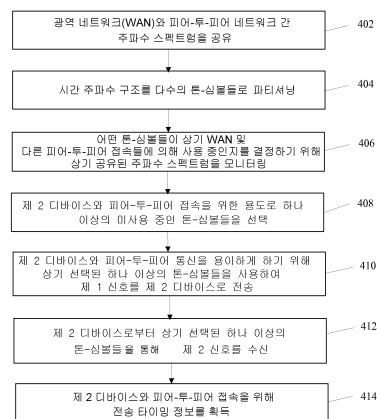 광역 네트워크(WAN)와 피어-투-피어 네트워크 간
주파수 스펙트럼을 공유
402
시간 주파수 구조를 다수의 톤-심볼들로 파티셔닝
404
어떤 톤-심볼들이 상기 WAN 및
다른 피어-투-피어 접속들에 의해 사용 중인지를 결정하기 위해
상기 공유된 주파수 스펙트럼을 모니터링
406
제 2 디바이스와 피어-투-피어 접속을 위한 용도로 하나
이상의 미사용 중인 톤-심볼들을 선택
408
제 2 디바이스와 피어-투-피어 통신을 용이하게 하기 위해
상기 선택된 하나 이상의 톤-심볼들을 사용하여
제 1 신호를 제 2 디바이스로 전송
410
제 2 디바이스로부터 상기 선택된 하나 이상의
톤-심볼들을 통해 제 2 신호를 수신
412
제 2 디바이스와 피어-투-피어 접속을 위해
전송 타이밍 정보를 획득
414